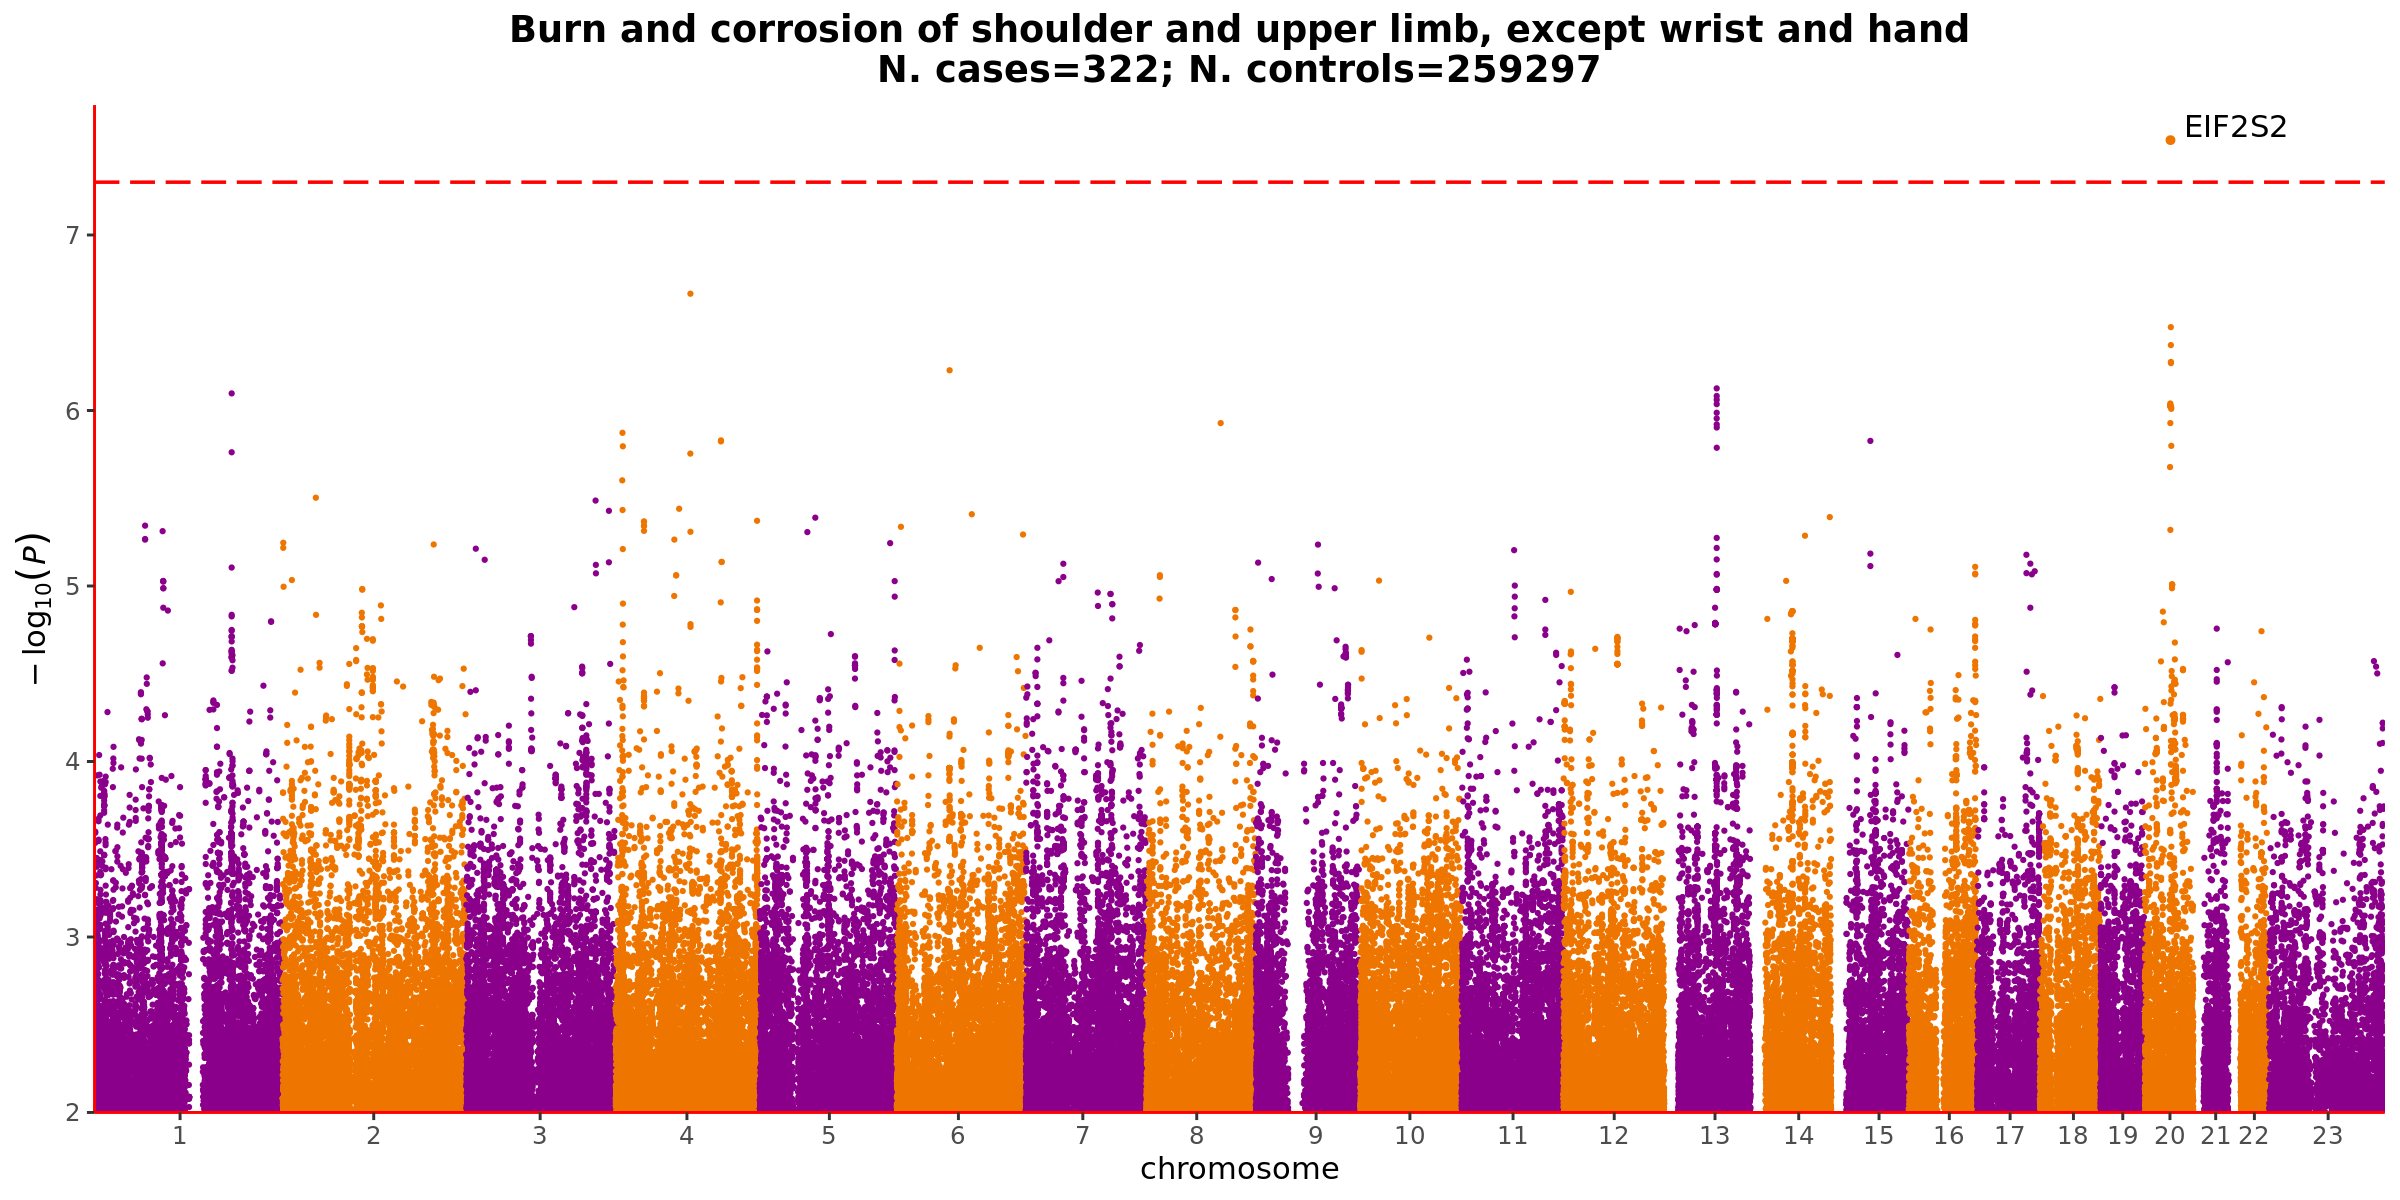 Burn and corrosion of shoulder and upper limb, except wrist and hand
N. cases=322; N. controls=259297
EIF2S2
7
6
5
4
3
2
−log10(P)
1 2 3 4 5 6 7 8 9 10 11 12 13 14 15 16 17 18 19 20 21 22 23
chromosome